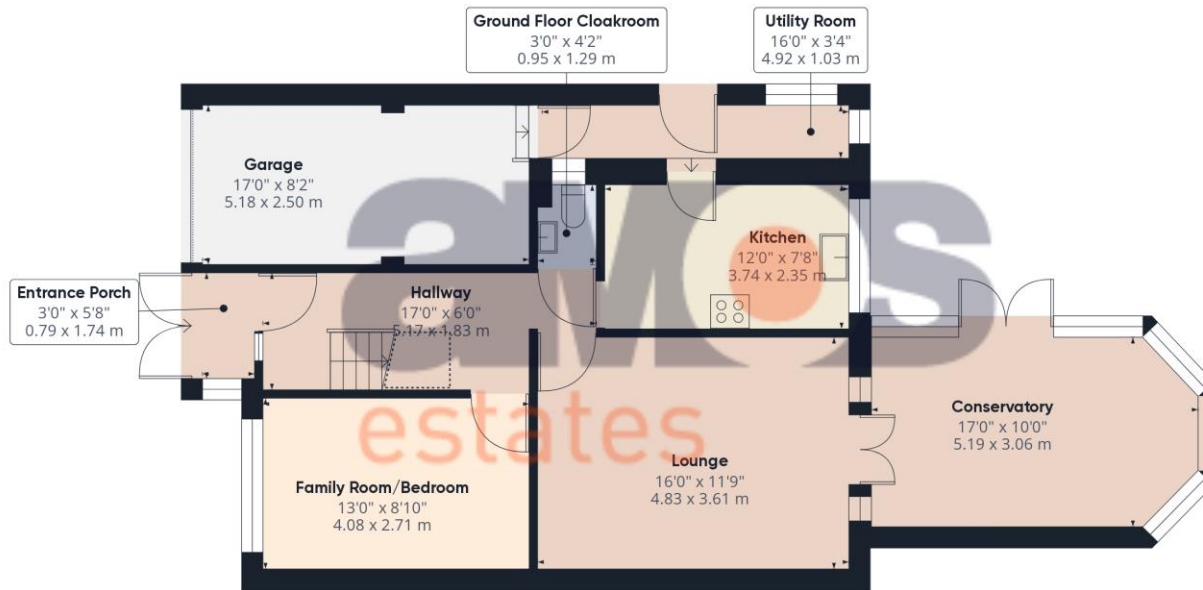 Ground Floor Cloakroom
3'0" x 4'2"
0.95 x 1.29 m
Utility Room
16'0" x 3'4"
4.92 x 1.03 m
Garage
17'0" x 8'2"
5.18 x 2.50 m
Kitchen
12'0" x 7'8"
3.74 x 2.35 m
Entrance Porch
3'0" x 5'8"
0.79 x 1.74 m
Hallway
17'0" x 6'0"
5.17 x 1.83 m
amos
estates
Conservatory
17'0" x 10'0"
5.19 x 3.06 m
Lounge
16'0" x 11'9"
4.83 x 3.61 m
Family Room/Bedroom
13'0" x 8'10"
4.08 x 2.71 m